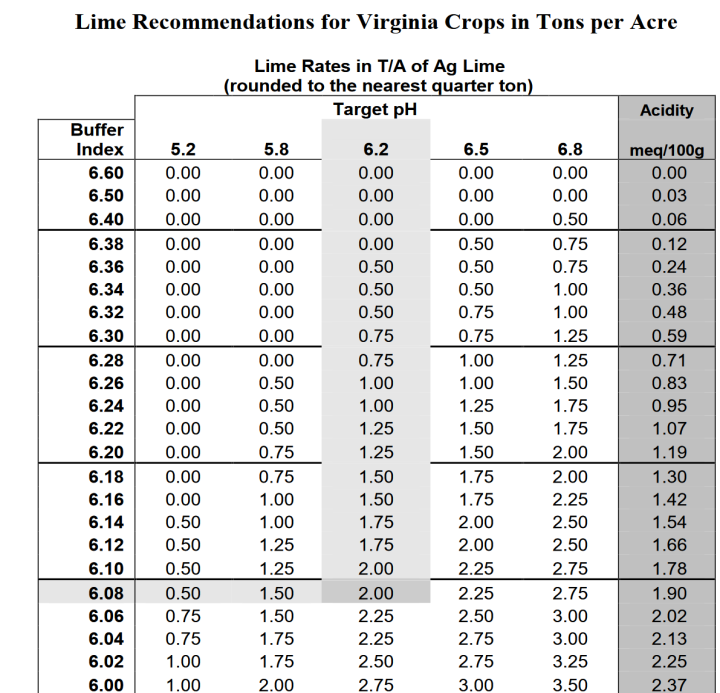 Lime Recommendations for Virginia Crops in Tons per Acre
Lime Rates in T/A of Ag Lime
(rounded to the nearest quarter ton)
Target pH Acidity
Buffer
Index 5.2 5.8 6.2 6.5 6.8 meq/100g
6.60 0.00 0.00 0.00 0.00 0.00 0.00
6.50 0.00 0.00 0.00 0.00 0.00 0.03
6.40 0.00 0.00 0.00 0.00 0.50 0.06
6.38 0.00 0.00 0.00 0.50 0.75 0.12
6.36 0.00 0.00 0.50 0.50 0.75 0.24
6.34 0.00 0.00 0.50 0.50 1.00 0.36
6.32 0.00 0.00 0.50 0.75 1.00 0.48
6.30 0.00 0.00 0.75 0.75 1.25 0.59
6.28 0.00 0.00 0.75 1.00 1.25 0.71
6.26 0.00 0.50 1.00 1.00 1.50 0.83
6.24 0.00 0.50 1.00 1.25 1.75 0.95
6.22 0.00 0.50 1.25 1.50 1.75 1.07
6.20 0.00 0.75 1.25 1.50 2.00 1.19
6.18 0.00 0.75 1.50 1.75 2.00 1.30
6.16 0.00 1.00 1.50 1.75 2.25 1.42
6.14 0.50 1.00 1.75 2.00 2.50 1.54
6.12 0.50 1.25 1.75 2.00 2.50 1.66
6.10 0.50 1.25 2.00 2.25 2.75 1.78
6.08 0.50 1.50 2.00 2.25 2.75 1.90
6.06 0.75 1.50 2.25 2.50 3.00 2.02
6.04 0.75 1.75 2.25 2.75 3.00 2.13
6.02 1.00 1.75 2.50 2.75 3.25 2.25
6.00 1.00 2.00 2.75 3.00 3.50 2.37